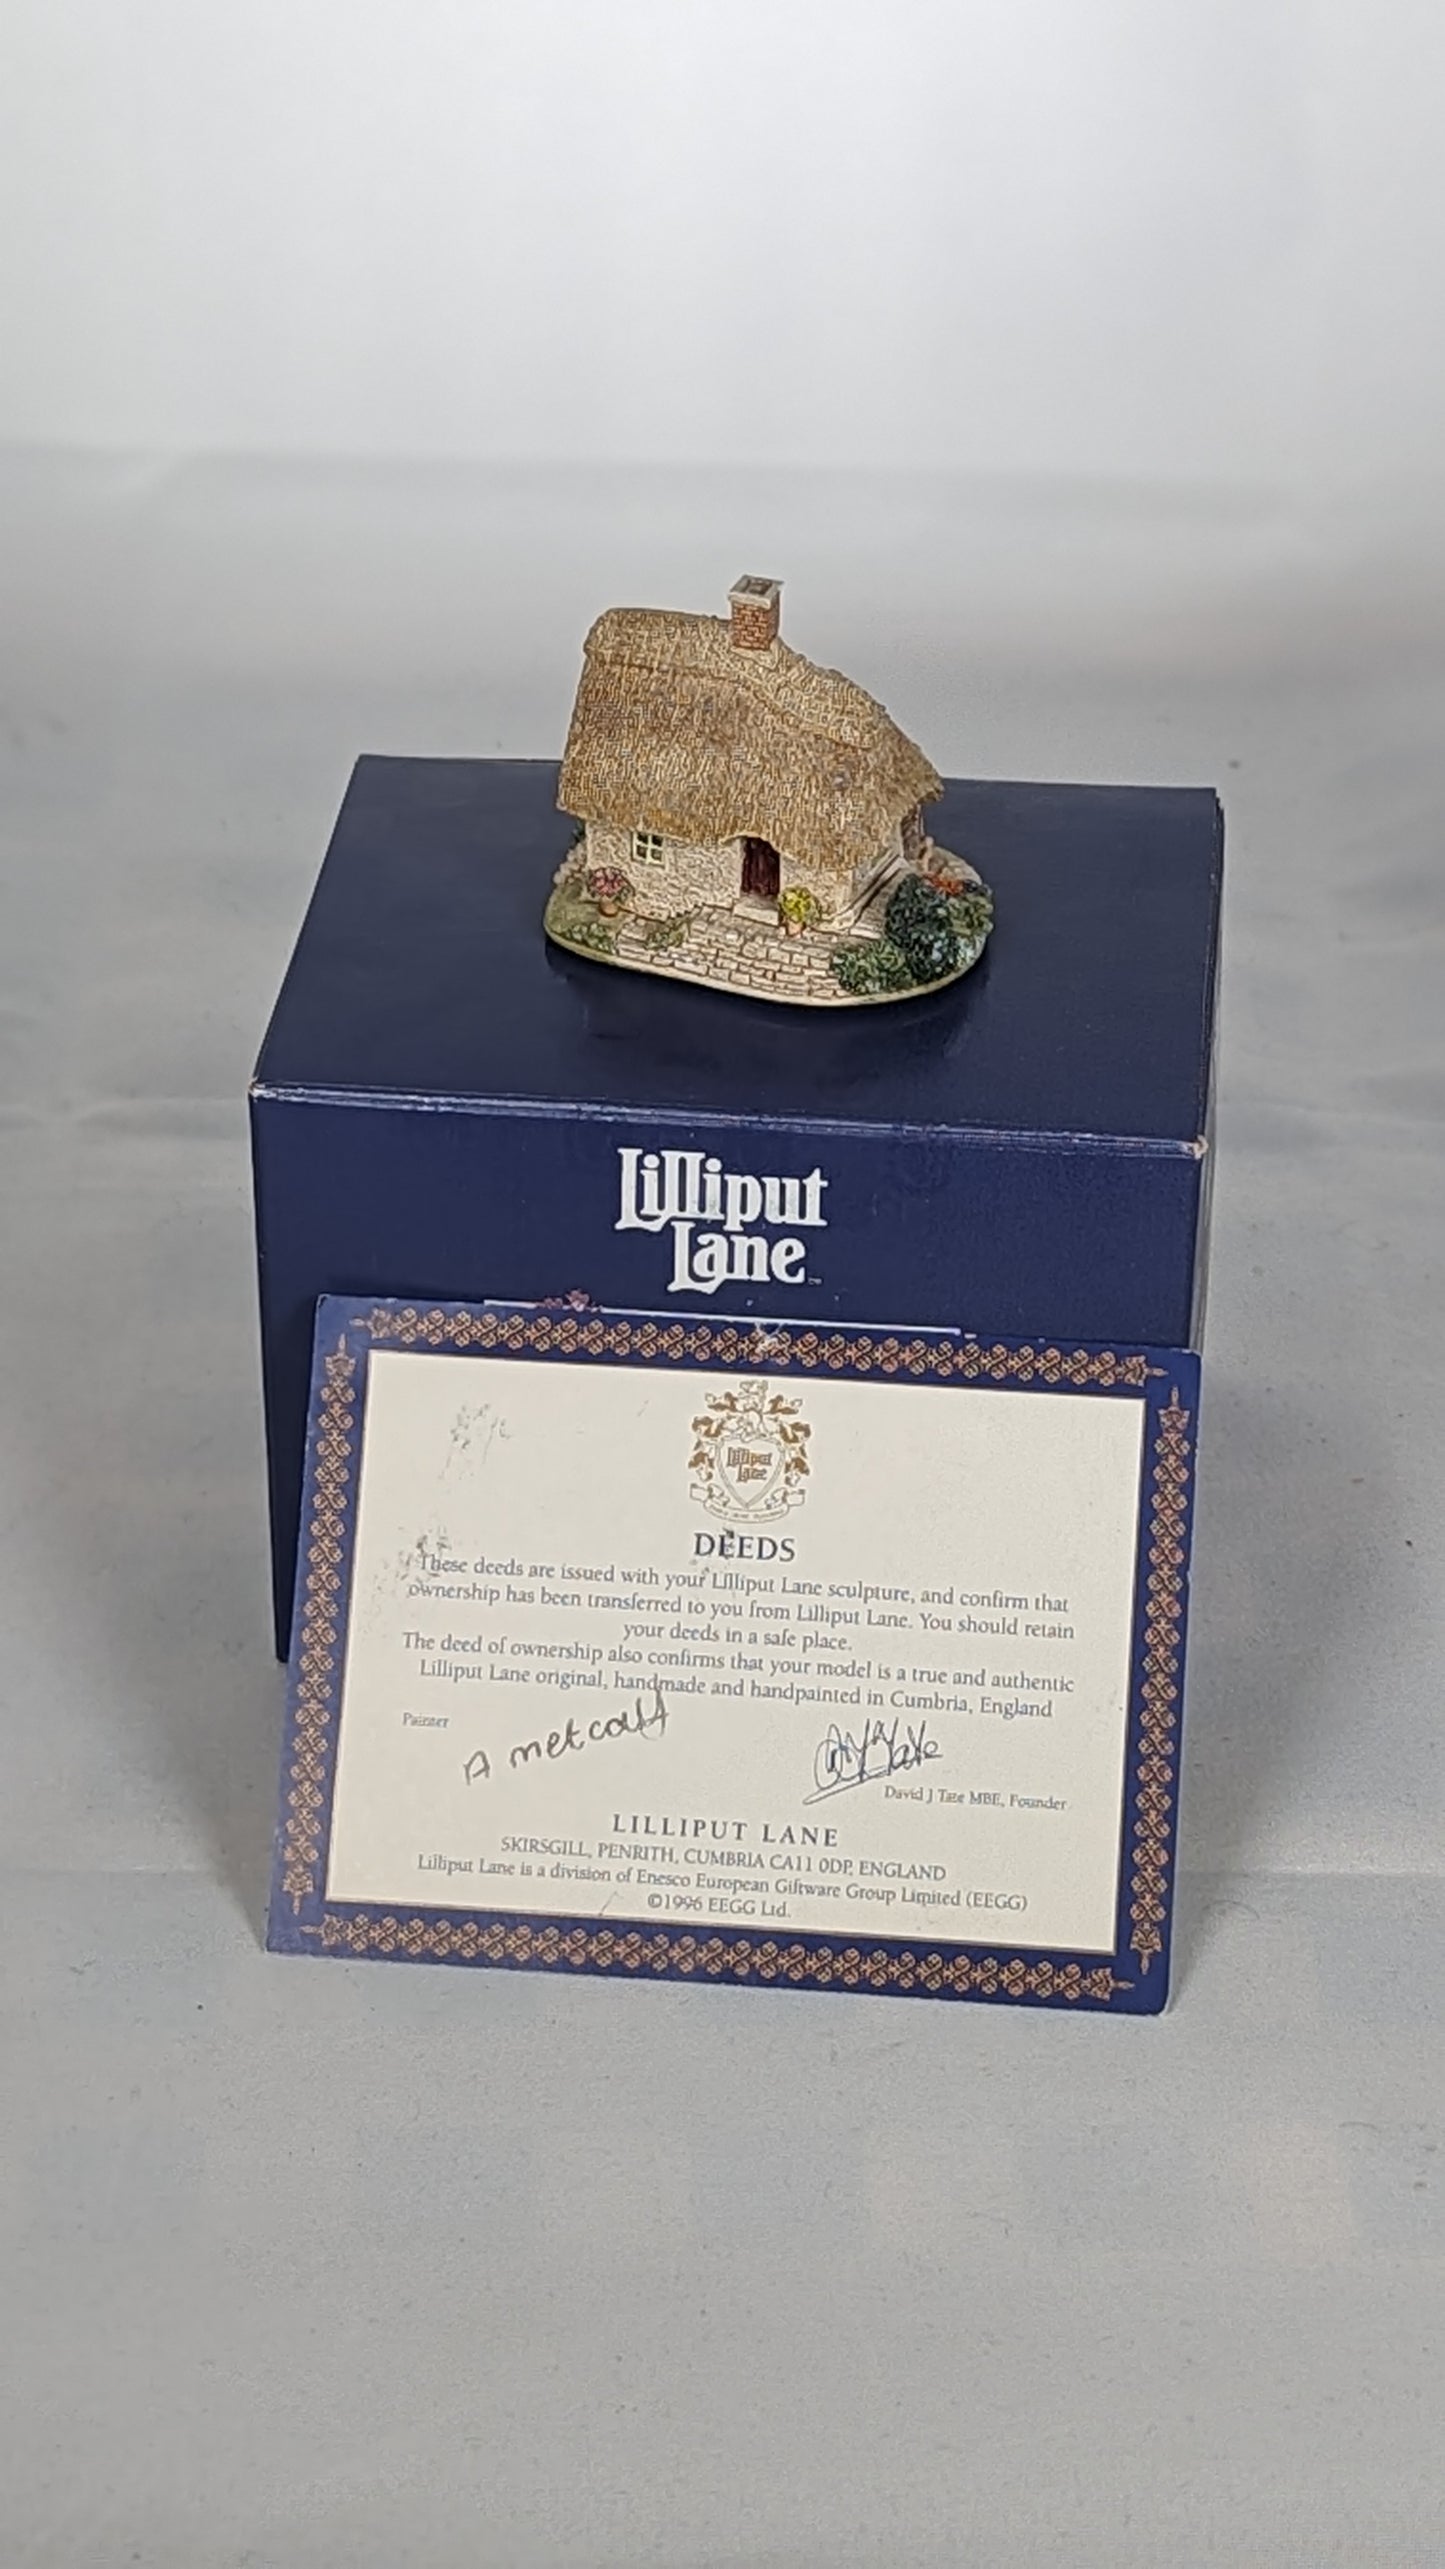 Lilliput
Lane
Lilliput
Lane
DEEDS
These deeds are issued with your Lilliput Lane sculpture, and confirm that
ownership has been transferred to you from Lilliput Lane. You should retain
your deeds in a safe place.
The deed of ownership also confirms that your model is a true and authentic
Lilliput Lane original, handmade and handpainted in Cumbria, England
Painter
A metcalf
David J Tate MBE, Founder
LILLIPUT LANE
SKIRSGILL, PENRITH, CUMBRIA CA11 0DP, ENGLAND
Lilliput Lane is a division of Enesco European Giftware Group Limited (EEGG)
©1996 EEGG Ltd.